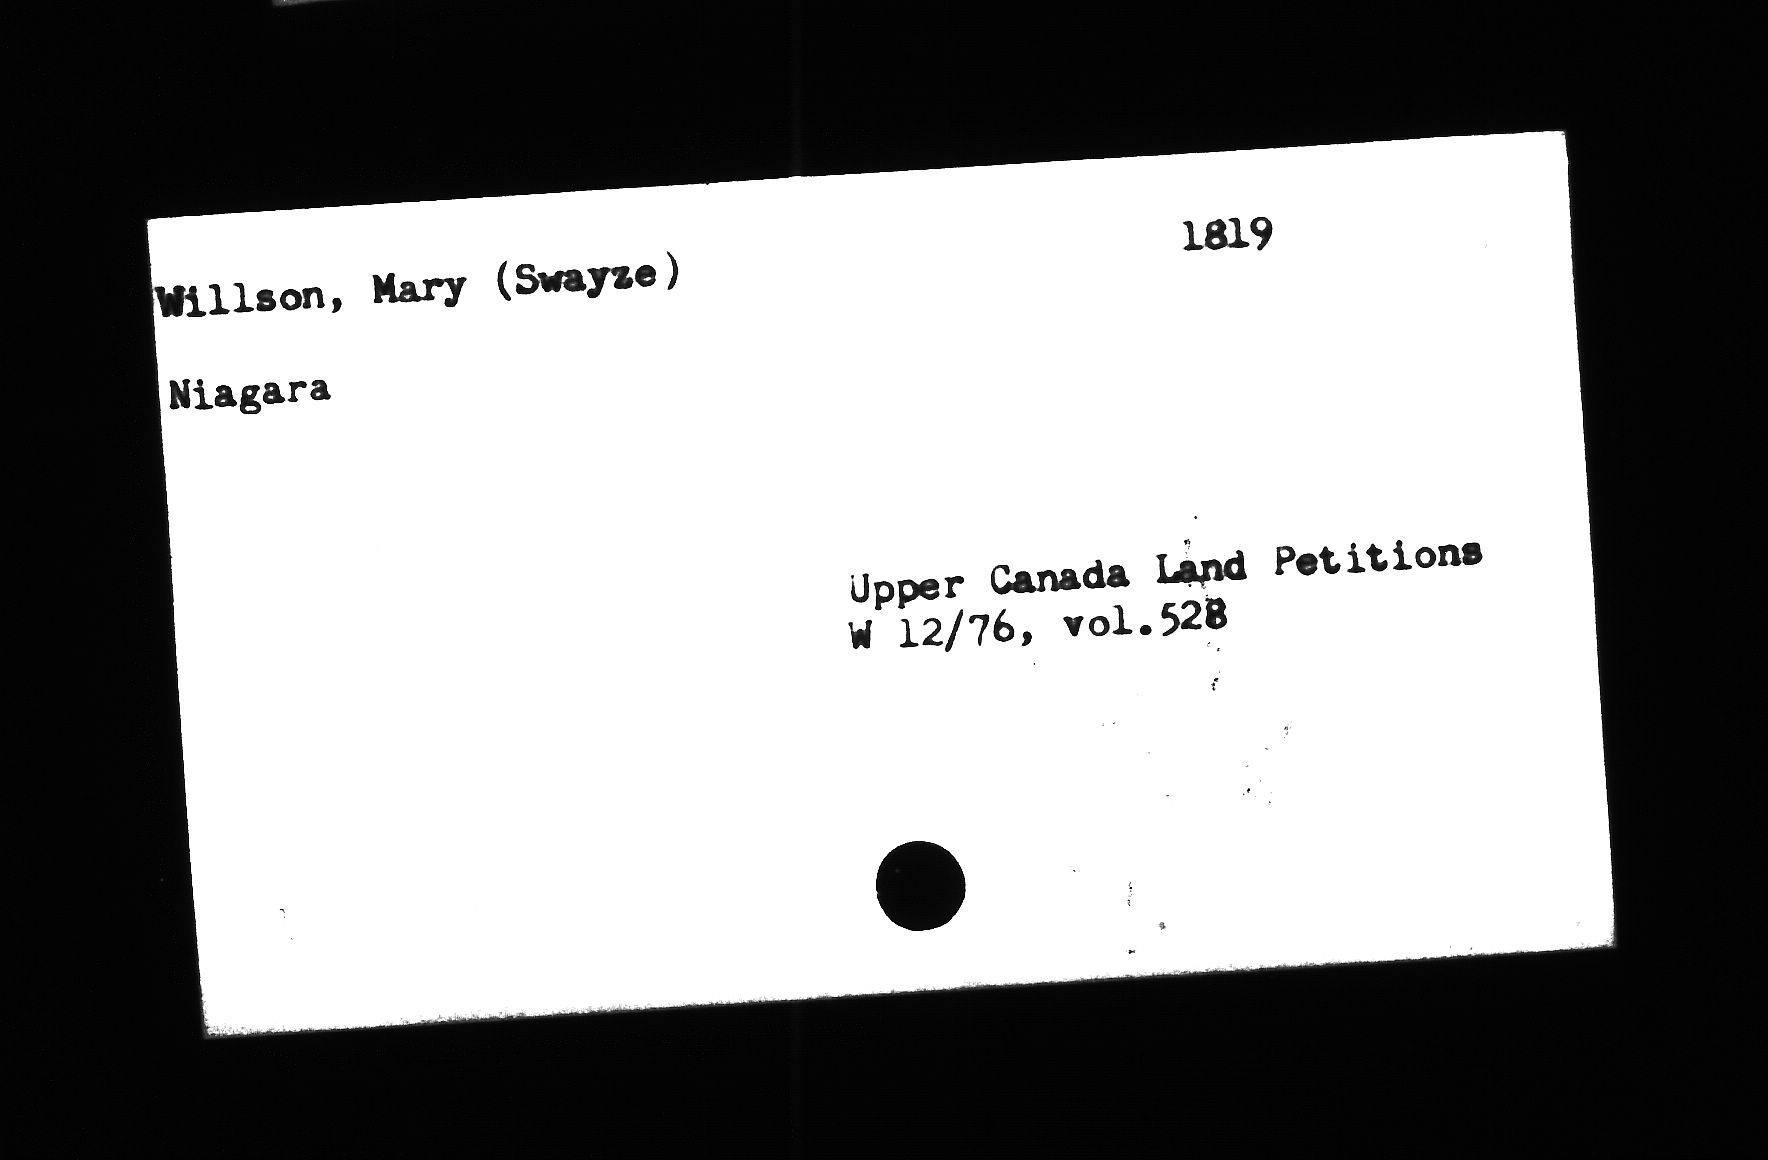 1819
Willson, Mary (Swayze)
Niagara
Upper Canada Land Petitions
W 12/76, vol.528